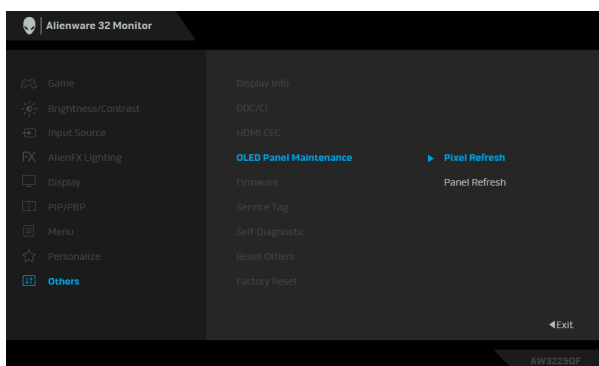 Alienware 32 Monitor
Game
Brightness/Contrast
Input Source
AlienFX Lighting
Display
PIP/PBP
Menu
Personalize
Others
Display Info
DDC/CI
HDMI CEC
OLED Panel Maintenance
Firmware
Service Tag
Self-Diagnostic
Reset Others
Factory Reset
Pixel Refresh
Panel Refresh
Exit
AW3225QF